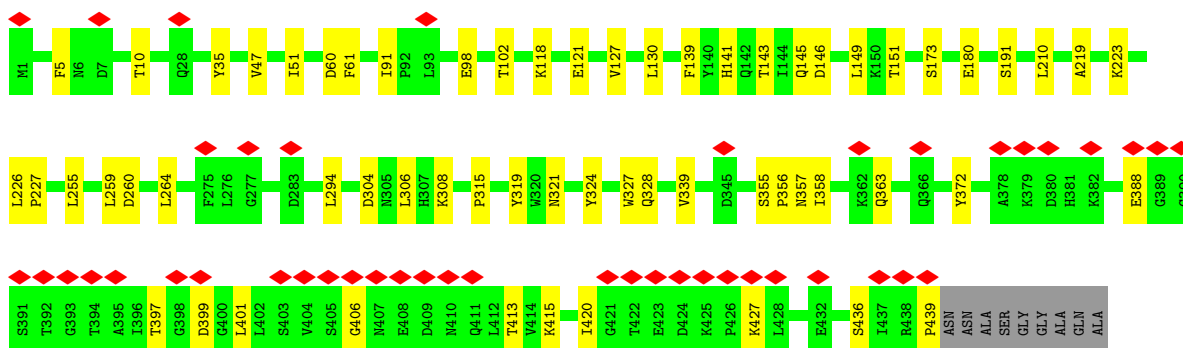 M1 F5 N6 D7 T10 Q28 Y35 V47 I51 D60 F61 I91 P92 L93 E98 T102 K118 E121 V127 L130 F139 Y140 H141 Q142 T143 I144 Q145 D146 L149 K150 T151 S173 E180 S191 L210 A219 K223
L226 P227 L255 L259 D260 L264 F275 L276 G277 D283 L294 D304 N305 L306 H307 K308 P315 Y319 W320 N321 Y324 W327 Q328 V339 D345 S355 P356 N357 I358 K362 Q363 Q366 Y372 A378 K379 D380 H381 K382 E388 G389
S391 T392 G393 T394 A395 I396 T397 G398 D399 G400 L401 L402 S403 V404 S405 G406 N407 E408 D409 N410 Q411 L412 T413 V414 K415 I420 G421 T422 E423 D424 K425 P426 K427 L428 E432 S436 I437 R438 P439 ASN ASN ALA SER GLY GLY ALA GLN ALA